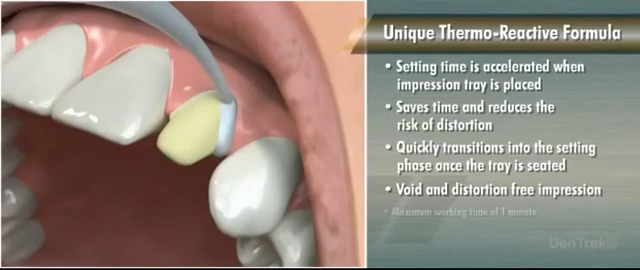 Unique Thermo-Reactive Formula
• Setting time is accelerated when
impression tray is placed
• Saves time and reduces the
risk of distortion
• Quickly transitions into the setting
phase once the tray is seated
• Void and distortion free impression
• Maximum working time of 1 minute